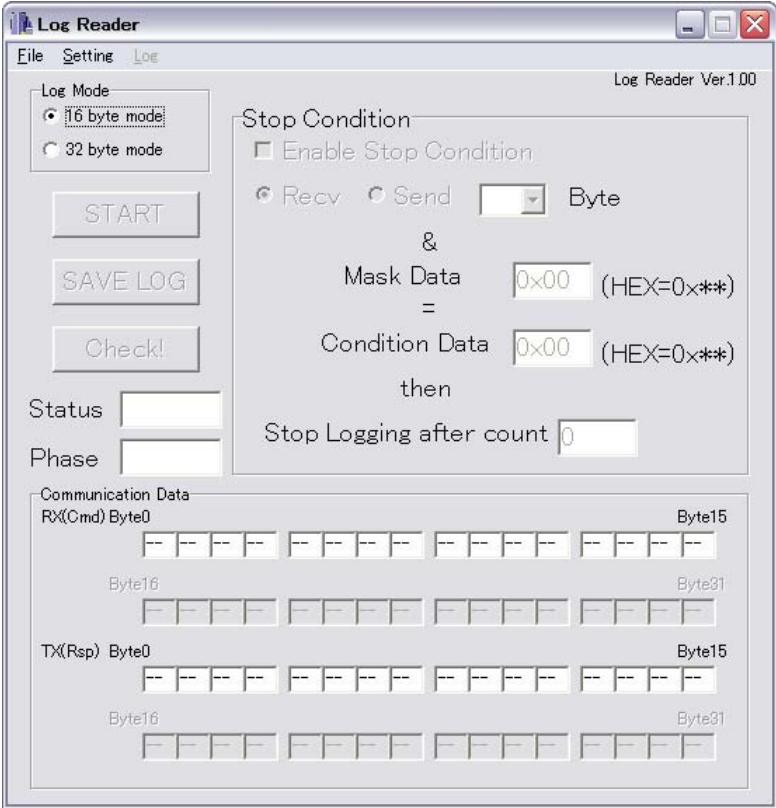 Log Reader
File Setting Log
Log Reader Ver.1.00
Log Mode
16 byte mode
32 byte mode
START
SAVE LOG
Check!
Status
Phase
Stop Condition
Enable Stop Condition
Recv Send Byte
&
Mask Data 0x00 (HEX=0x**)
=
Condition Data 0x00 (HEX=0x**)
then
Stop Logging after count 0
Communication Data
RX(Cmd) Byte0 Byte15
-- -- -- -- -- -- -- -- -- -- -- -- -- -- -- --
Byte16 Byte31
-- -- -- -- -- -- -- -- -- -- -- -- -- -- -- --
TX(Rsp) Byte0 Byte15
-- -- -- -- -- -- -- -- -- -- -- -- -- -- -- --
Byte16 Byte31
-- -- -- -- -- -- -- -- -- -- -- -- -- -- -- --